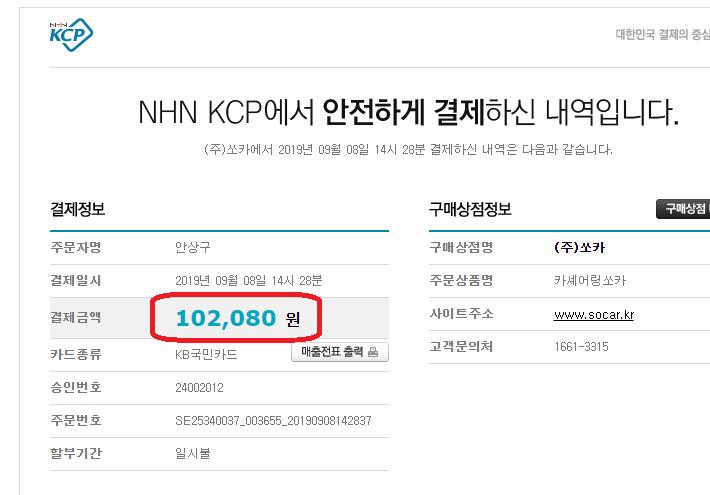 NHN
KCP
대한민국 결제의 중심
NHN KCP에서 안전하게 결제하신 내역입니다.
(주)쏘카에서 2019년 09월 08일 14시 28분 결제하신 내역은 다음과 같습니다.
결제정보
주문자명 안상구
결제일시 2019년 09월 08일 14시 28분
결제금액 102,080 원
카드종류 KB국민카드 매출전표 출력
승인번호 24002012
주문번호 SE25340037_003655_20190908142837
할부기간 일시불
구매상점정보 구매상점
구매상점명 (주)쏘카
주문상품명 카셰어링쏘카
사이트주소 www.socar.kr
고객문의처 1661-3315